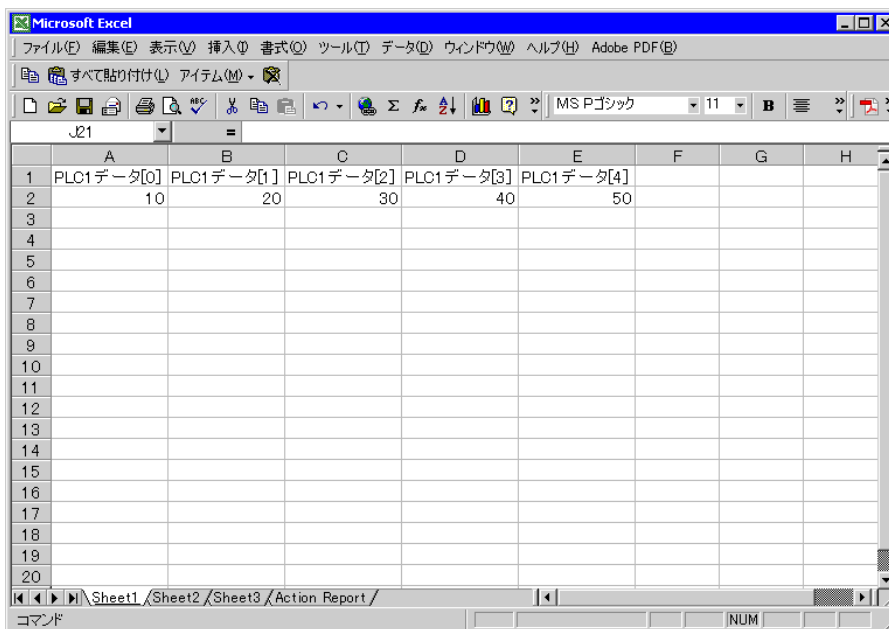 Microsoft Excel
ファイル(F) 編集(E) 表示(V) 挿入(I) 書式(O) ツール(T) データ(D) ウィンドウ(W) ヘルプ(H) Adobe PDF(B)
すべて貼り付け(L) アイテム(M)
ABC Σ fx MS Pゴシック 11 B
J21 =
A B C D E F G H
1 PLC1データ[0] PLC1データ[1] PLC1データ[2] PLC1データ[3] PLC1データ[4]
2 10 20 30 40 50
3
4
5
6
7
8
9
10
11
12
13
14
15
16
17
18
19
20
Sheet1 Sheet2 Sheet3 Action Report
コマンド NUM